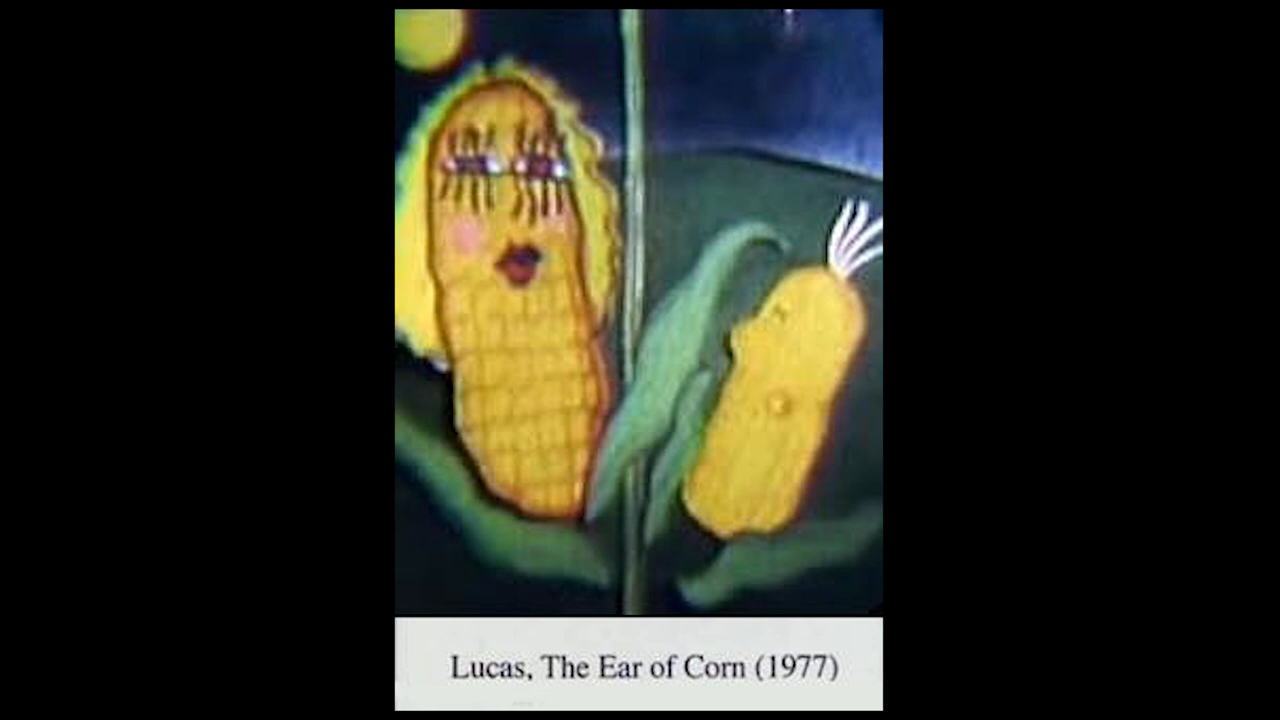 Lucas, The Ear of Corn (1977)